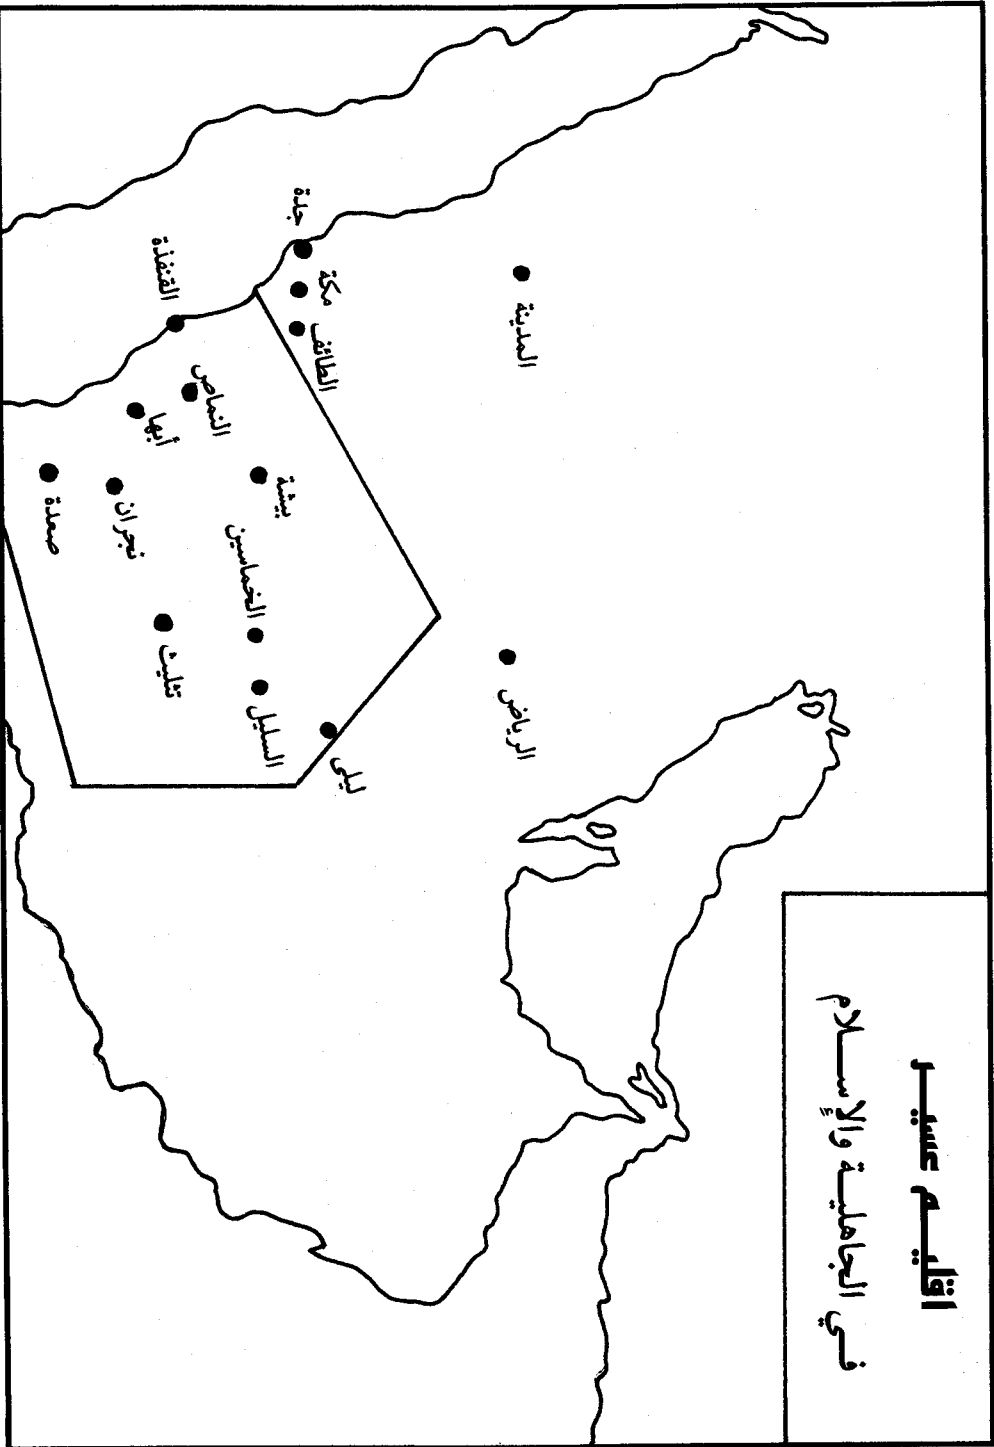 اقليم عسير
في الجاهلية والإسلام
المدينة
جدة
مكة
الطائف
القنفذة
النماص
أبها
بيشة
صعدة
نجران
الخماسين
تثليث
السليل
ليلى
الرياض